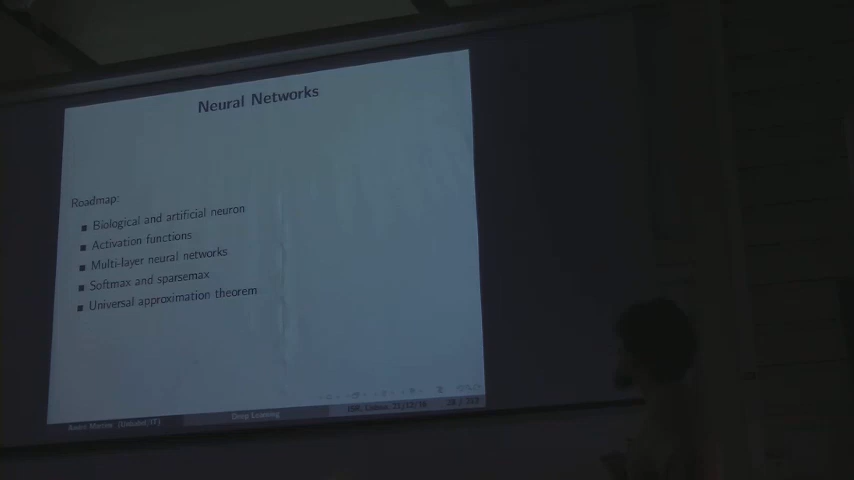 Neural Networks
Roadmap:
Biological and artificial neuron
Activation functions
Multi-layer neural networks
Softmax and sparsemax
Universal approximation theorem
Deep Learning